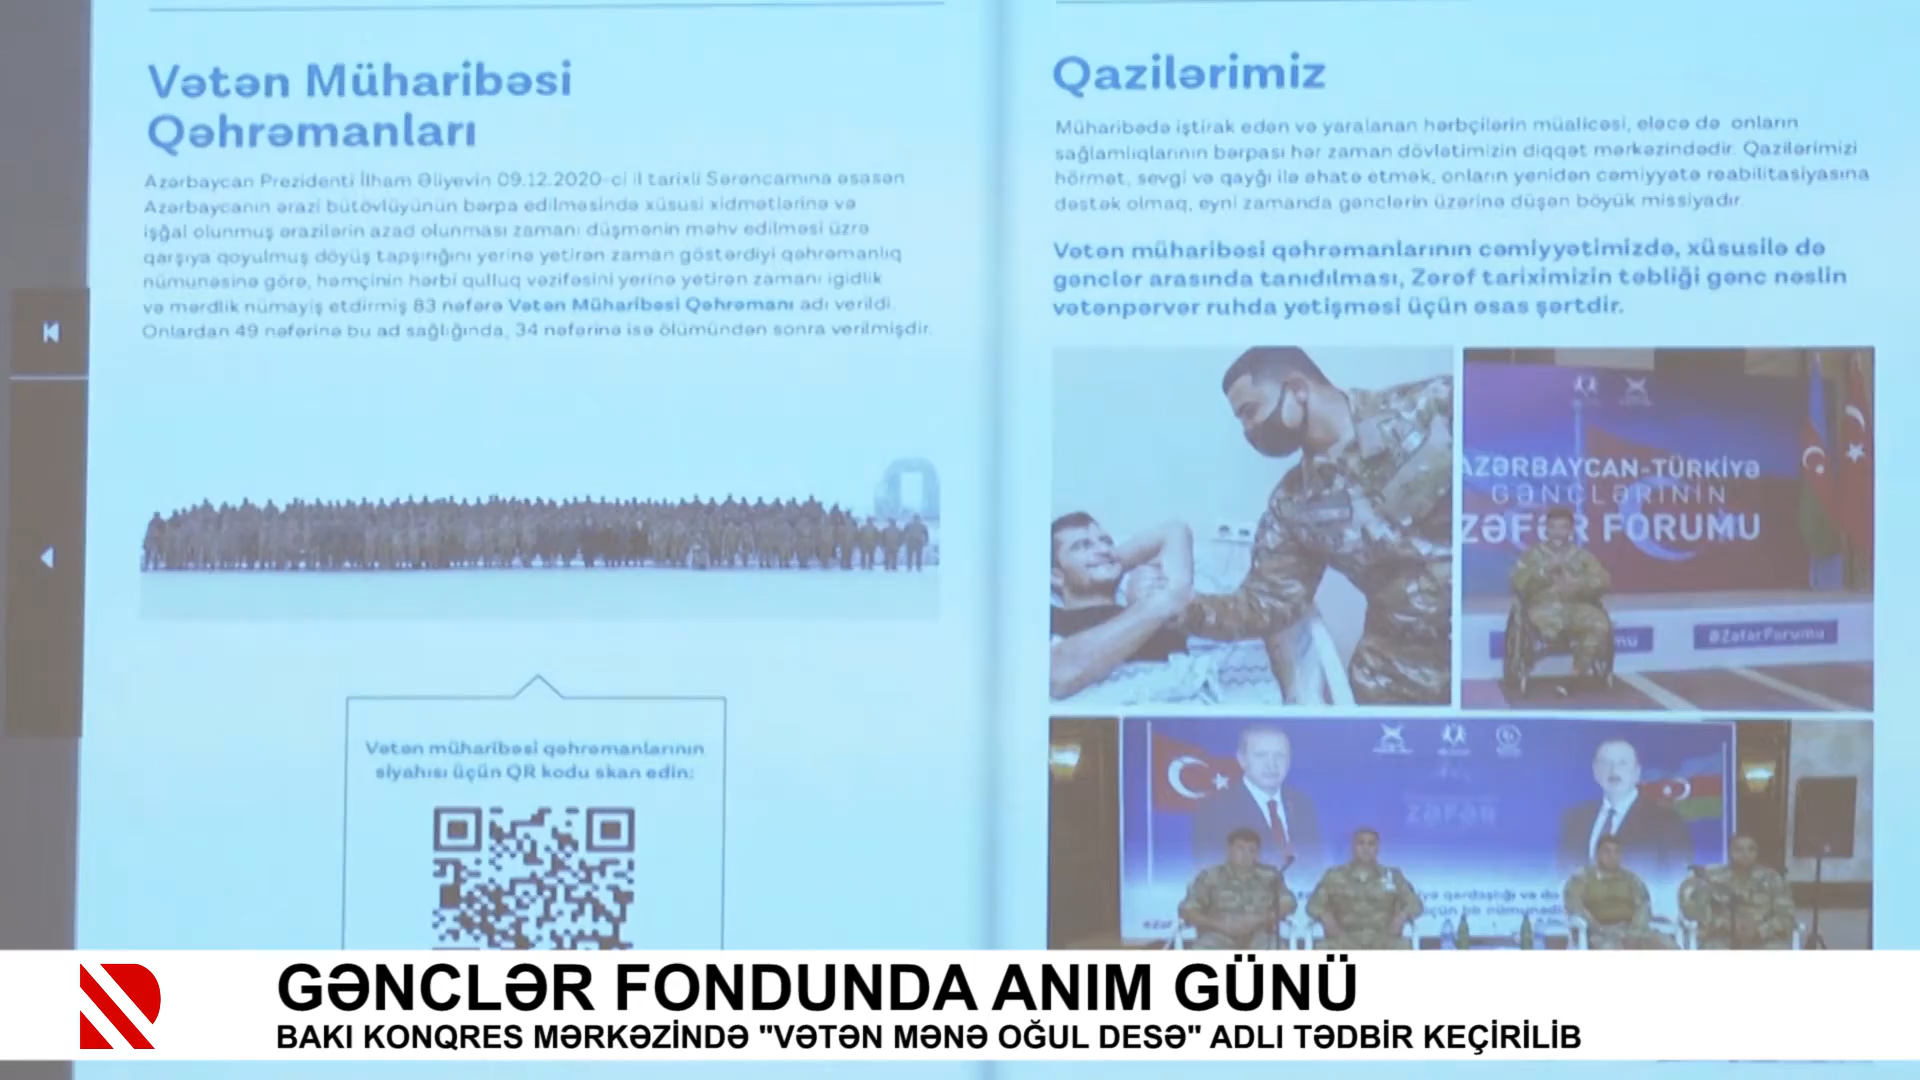 Vətən Müharibəsi
Qəhrəmanları
Azərbaycan Prezidenti İlham Əliyevin 09.12.2020-ci il tarixli Sərəncamına əsasən
Azərbaycanın ərazi bütövlüyünün bərpa edilməsində xüsusi xidmətlərinə və
işğal olunmuş ərazilərin azad olunması zamanı düşmənin məhv edilməsi üzrə
qarşıya qoyulmuş döyüş tapşırığını yerinə yetirən zaman göstərdiyi qəhrəmanlıq
nümunəsinə görə, həmçinin hərbi qulluq vəzifəsini yerinə yetirən zamanı igidlik
və mərdlik nümayiş etdirmiş 83 nəfərə Vətən Müharibəsi Qəhrəmanı adı verildi.
Onlardan 49 nəfərinə bu ad sağlığında, 34 nəfərinə isə ölümündən sonra verilmişdir.
Vətən müharibəsi qəhrəmanlarının
siyahısı üçün QR kodu skan edin:
Qazilərimiz
Müharibədə iştirak edən və yaralanan hərbçilərin müalicəsi, eləcə də onların
sağlamlıqlarının bərpası hər zaman dövlətimizin diqqət mərkəzindədir. Qazilərimizi
hörmət, sevgi və qayğı ilə əhatə etmək, onların yenidən cəmiyyətə reabilitasiyasına
dəstək olmaq, eyni zamanda gənclərin üzərinə düşən böyük missiyadır.
Vətən müharibəsi qəhrəmanlarının cəmiyyətimizdə, xüsusilə də
gənclər arasında tanıdılması, Zəfər tariximizin təbliği gənc nəslin
vətənpərvər ruhda yetişməsi üçün əsas şərtdir.
AZƏRBAYCAN-TÜRKİYƏ
GƏNCLƏRİNİN
ZƏFƏR FORUMU
#ZəfərForumu
ZƏFƏR
GƏNCLƏR FONDUNDA ANIM GÜNÜ
BAKI KONQRES MƏRKƏZİNDƏ "VƏTƏN MƏNƏ OĞUL DESƏ" ADLI TƏDBİR KEÇİRİLİB